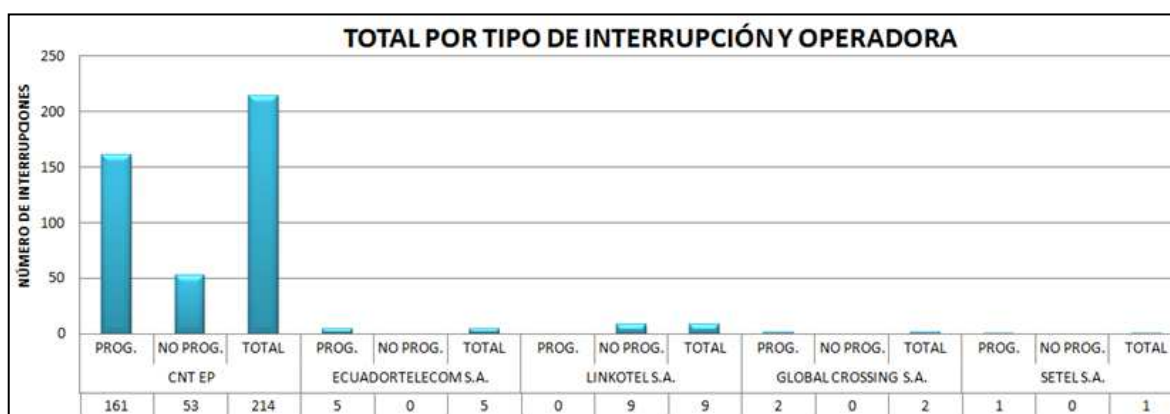 TOTAL POR TIPO DE INTERRUPCIÓN Y OPERADORA
NÚMERO DE INTERRUPCIONES
250
200
150
100
50
0
PROG. NO PROG. TOTAL PROG. NO PROG. TOTAL PROG. NO PROG. TOTAL PROG. NO PROG. TOTAL PROG. NO PROG. TOTAL
CNT EP ECUADORTELECOM S.A. LINKOTEL S.A. GLOBAL CROSSING S.A. SETEL S.A.
161 53 214 5 0 5 0 9 9 2 0 2 1 0 1